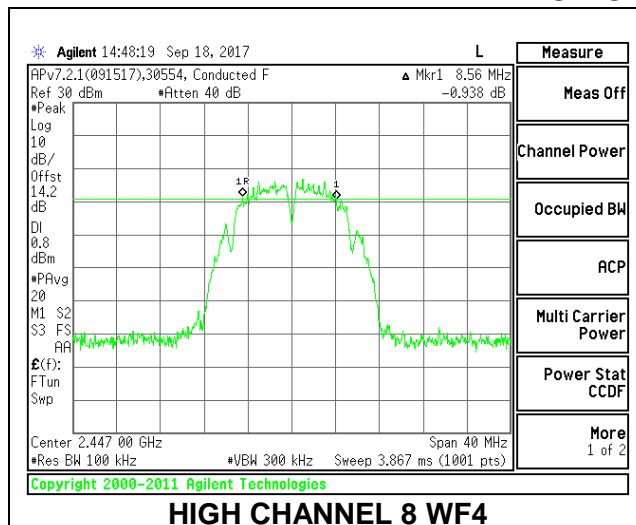 Agilent 14:48:19 Sep 18, 2017 L
APv7.2.1(091517),30554, Conducted F Δ Mkr1 8.56 MHz
Ref 30 dBm #Atten 40 dB -0.938 dB
#Peak
Log
10
dB/
Offst
14.2
dB
DI
0.8
dBm
#PAvg
20
M1 S2
S3 FS
AA
£(f):
FTun
Swp
1R
1
Center 2.447 00 GHz Span 40 MHz
#Res BW 100 kHz #VBW 300 kHz Sweep 3.867 ms (1001 pts)
Copyright 2000-2011 Agilent Technologies
Measure
Meas Off
Channel Power
Occupied BW
ACP
Multi Carrier
Power
Power Stat
CCDF
More
1 of 2
HIGH CHANNEL 8 WF4